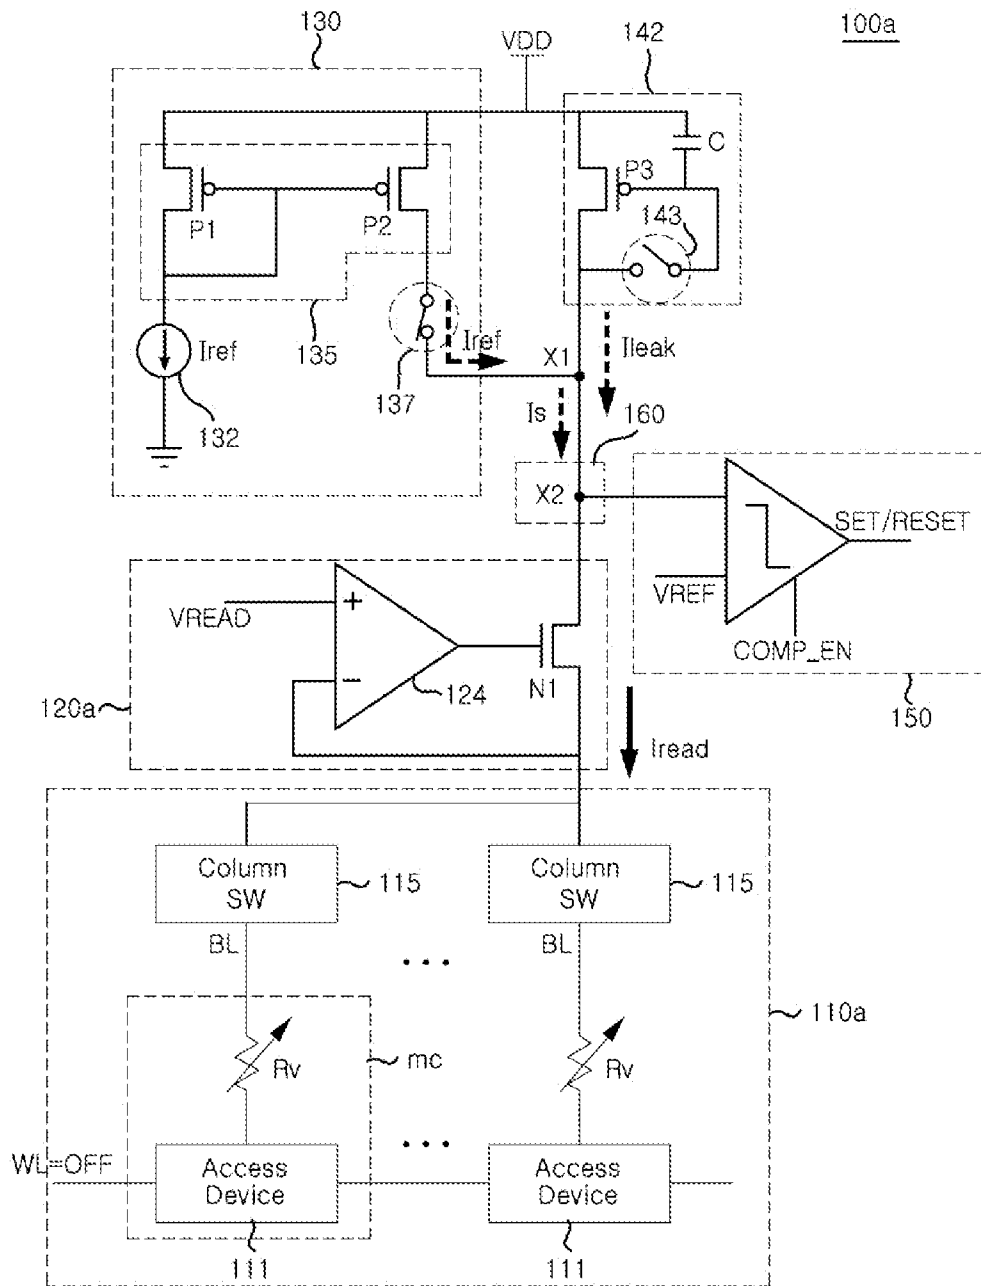 100a
130
VDD
142
C
P3
P1
P2
143
135
Iref
Iref
132
137
X1
Ileak
Is
160
X2
SET/RESET
VREF
COMP_EN
150
VREAD
+
−
124
N1
120a
Iread
Column
SW
115
Column
SW
115
BL
• • •
BL
110a
Rv
mc
Rv
WL=OFF
Access
Device
• • •
Access
Device
111
111